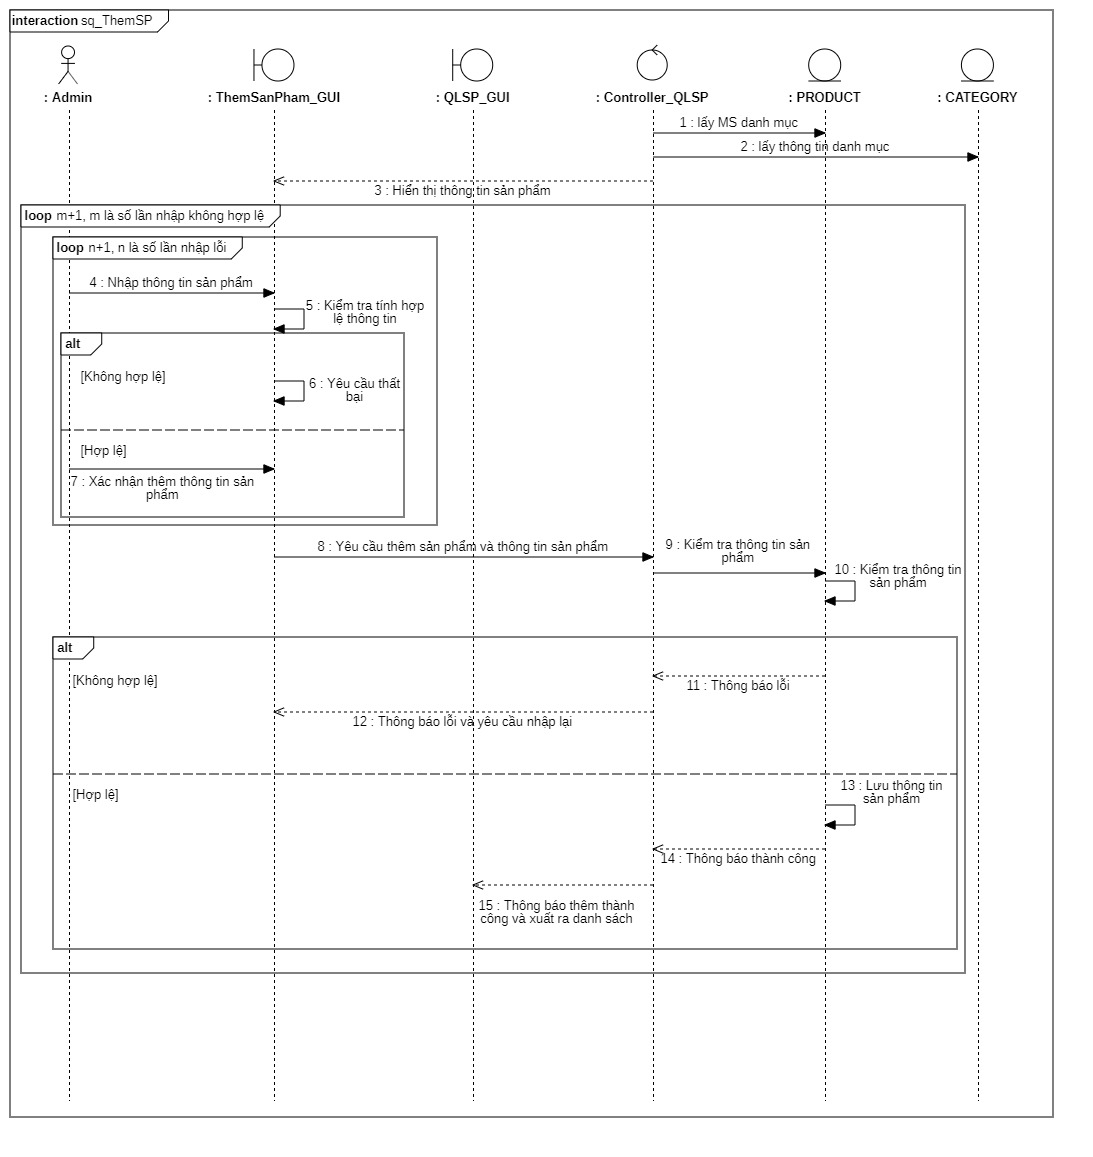 interaction sq_ThemSP
: Admin
: ThemSanPham_GUI
: QLSP_GUI
: Controller_QLSP
: PRODUCT
: CATEGORY
1 : lấy MS danh mục
2 : lấy thông tin danh mục
3 : Hiển thị thông tin sản phẩm
loop m+1, m là số lần nhập không hợp lệ
loop n+1, n là số lần nhập lỗi
4 : Nhập thông tin sản phẩm
5 : Kiểm tra tính hợp
lệ thông tin
alt
[Không hợp lệ]
6 : Yêu cầu thất
bại
[Hợp lệ]
7 : Xác nhận thêm thông tin sản
phẩm
8 : Yêu cầu thêm sản phẩm và thông tin sản phẩm
9 : Kiểm tra thông tin sản
phẩm
10 : Kiểm tra thông tin
sản phẩm
alt
[Không hợp lệ]
11 : Thông báo lỗi
12 : Thông báo lỗi và yêu cầu nhập lại
[Hợp lệ]
13 : Lưu thông tin
sản phẩm
14 : Thông báo thành công
15 : Thông báo thêm thành
công và xuất ra danh sách